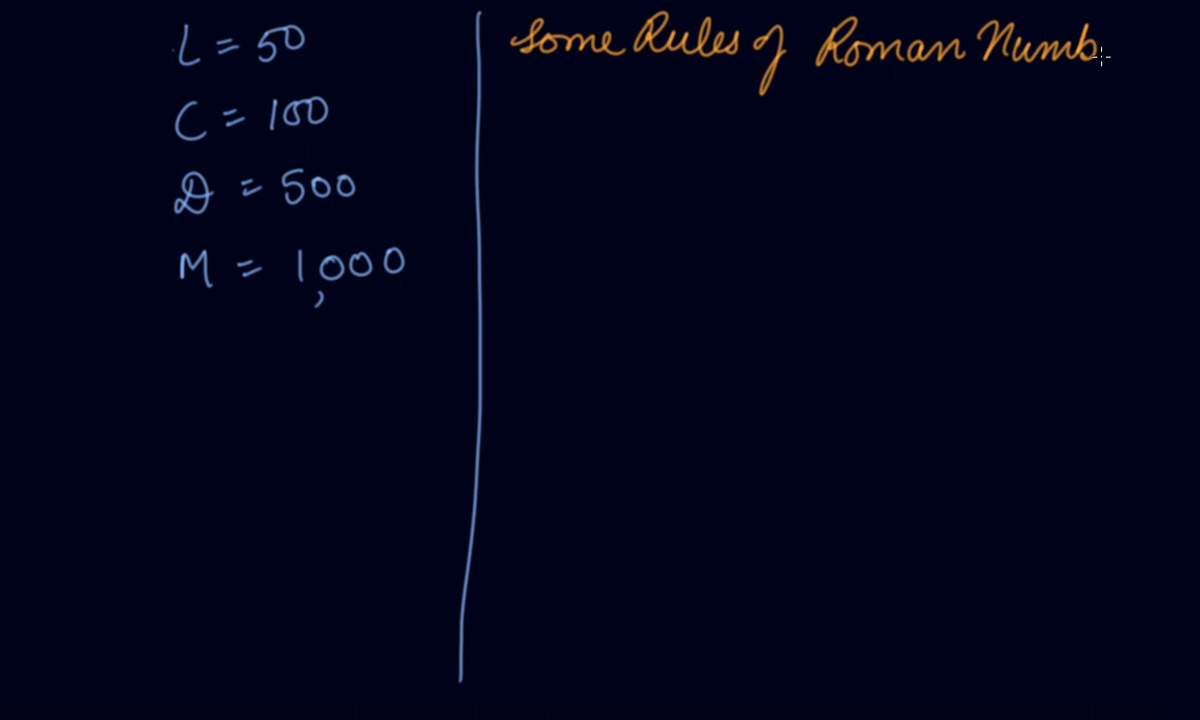 L = 50
C = 100
D = 500
M = 1,000
Some Rules of Roman Numb